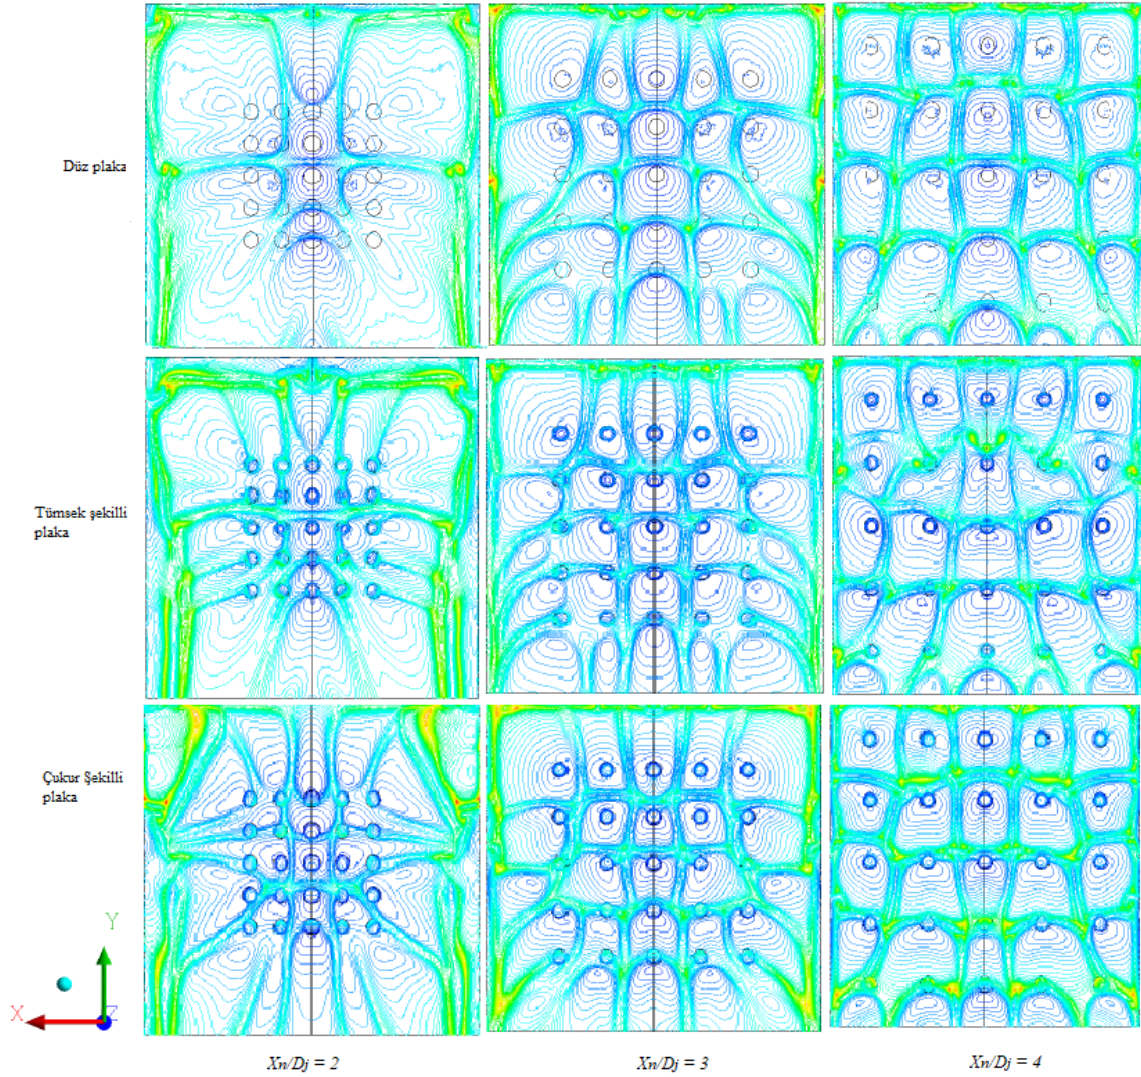 Düz plaka
Tümsek şekilli
plaka
Çukur Şekilli
plaka
Y
X
Z
Xn/Dj = 2
Xn/Dj = 3
Xn/Dj = 4